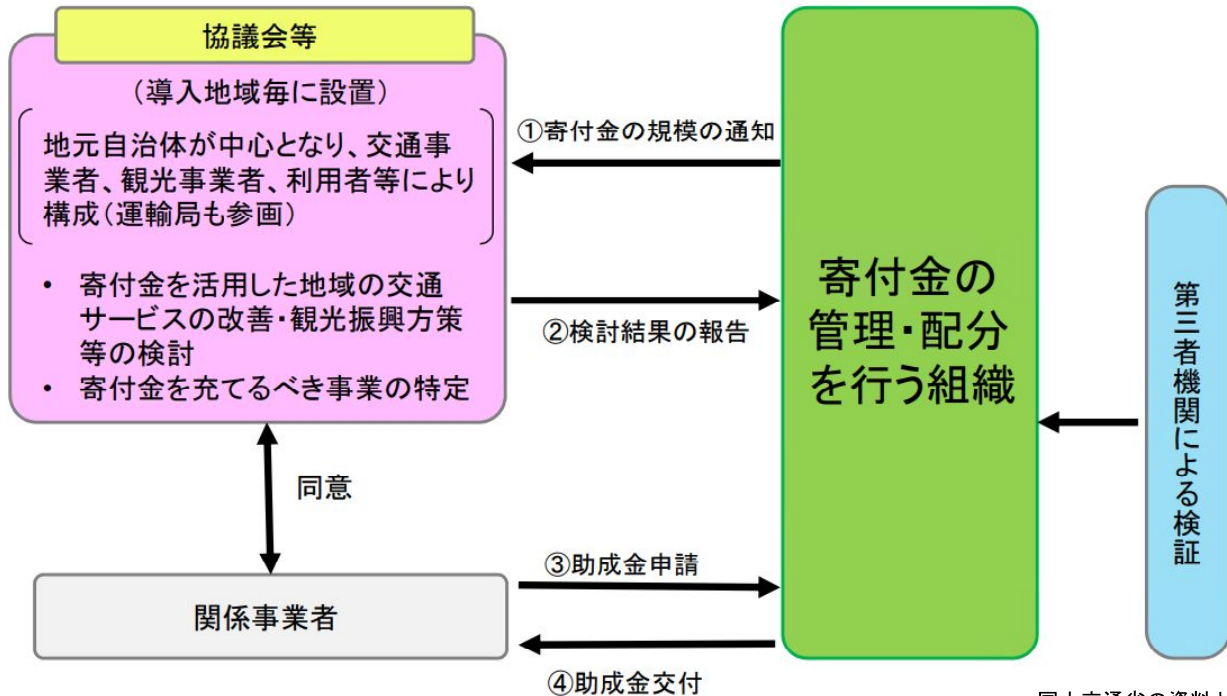 協議会等
(導入地域毎に設置)
地元自治体が中心となり、交通事
業者、観光事業者、利用者等により
構成(運輸局も参画)
• 寄付金を活用した地域の交通
サービスの改善・観光振興方策
等の検討
• 寄付金を充てるべき事業の特定
①寄付金の規模の通知
②検討結果の報告
寄付金の
管理・配分
を行う組織
第三者機関による検証
同意
関係事業者
③助成金申請
④助成金交付
国土交通省の資料